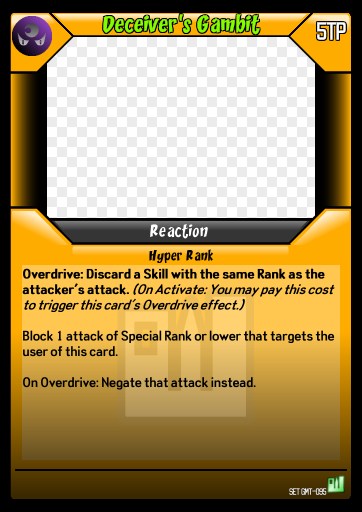 Deceiver's Gambit
5TP
Reaction
Hyper Rank
Overdrive: Discard a Skill with the same Rank as the
attacker's attack. (On Activate: You may pay this cost
to trigger this card's Overdrive effect.)
Block 1 attack of Special Rank or lower that targets the
user of this card.
On Overdrive: Negate that attack instead.
SET GMT-095